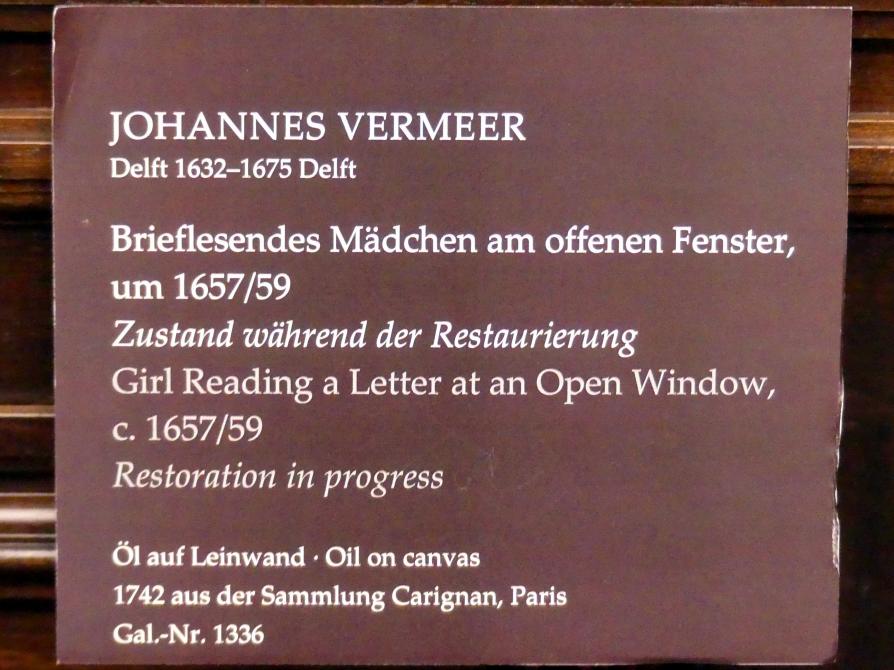 JOHANNES VERMEER
Delft 1632–1675 Delft
Brieflesendes Mädchen am offenen Fenster,
um 1657/59
Zustand während der Restaurierung
Girl Reading a Letter at an Open Window,
c. 1657/59
Restoration in progress
Öl auf Leinwand · Oil on canvas
1742 aus der Sammlung Carignan, Paris
Gal.-Nr. 1336